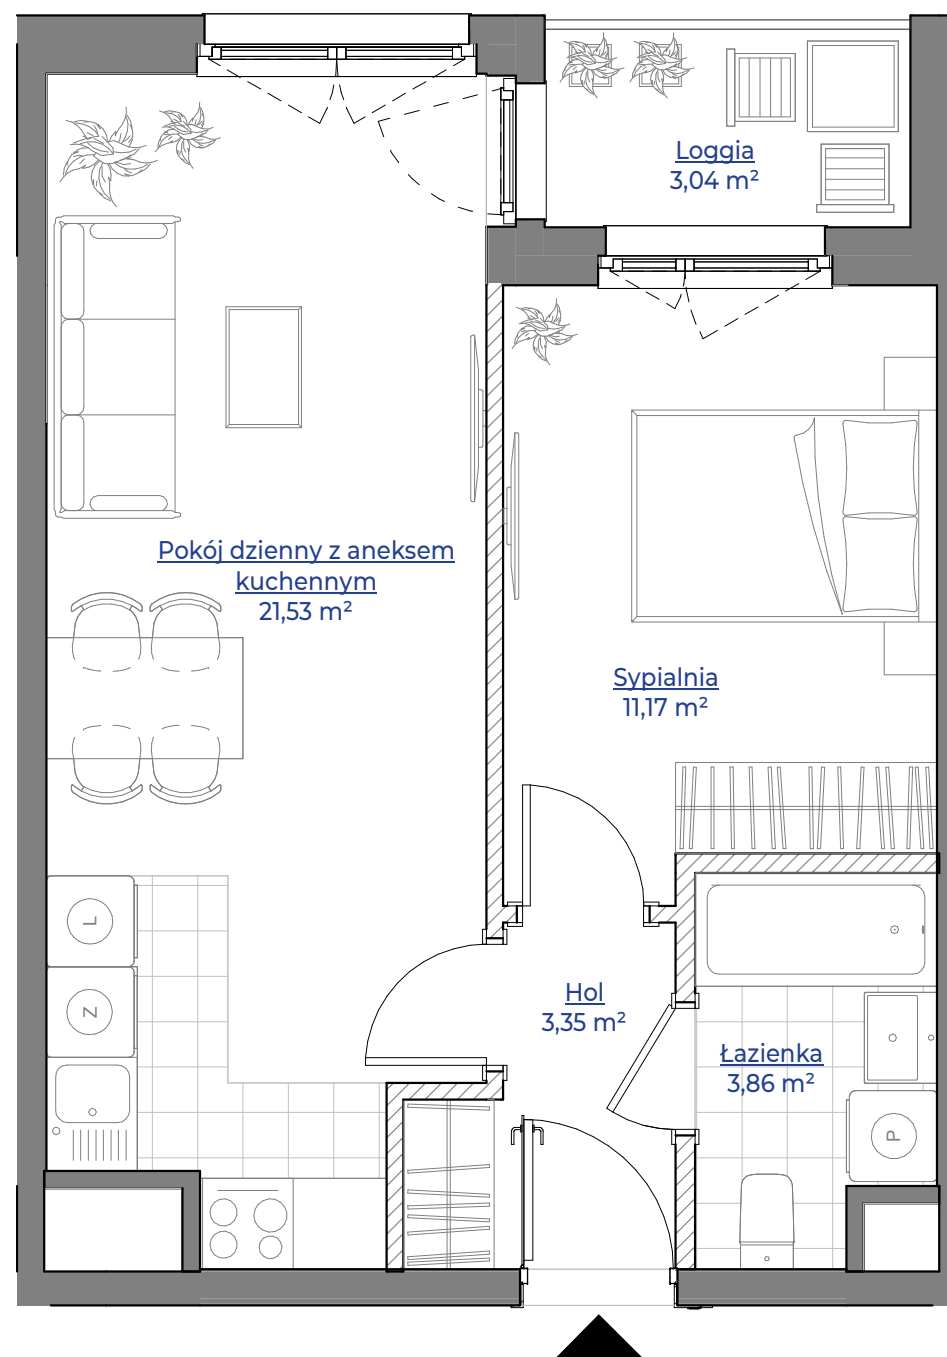 Loggia
3,04 m²
Pokój dzienny z aneksem
kuchennym
21,53 m²
Sypialnia
11,17 m²
L
Z
Hol
3,35 m²
Łazienka
3,86 m²
P